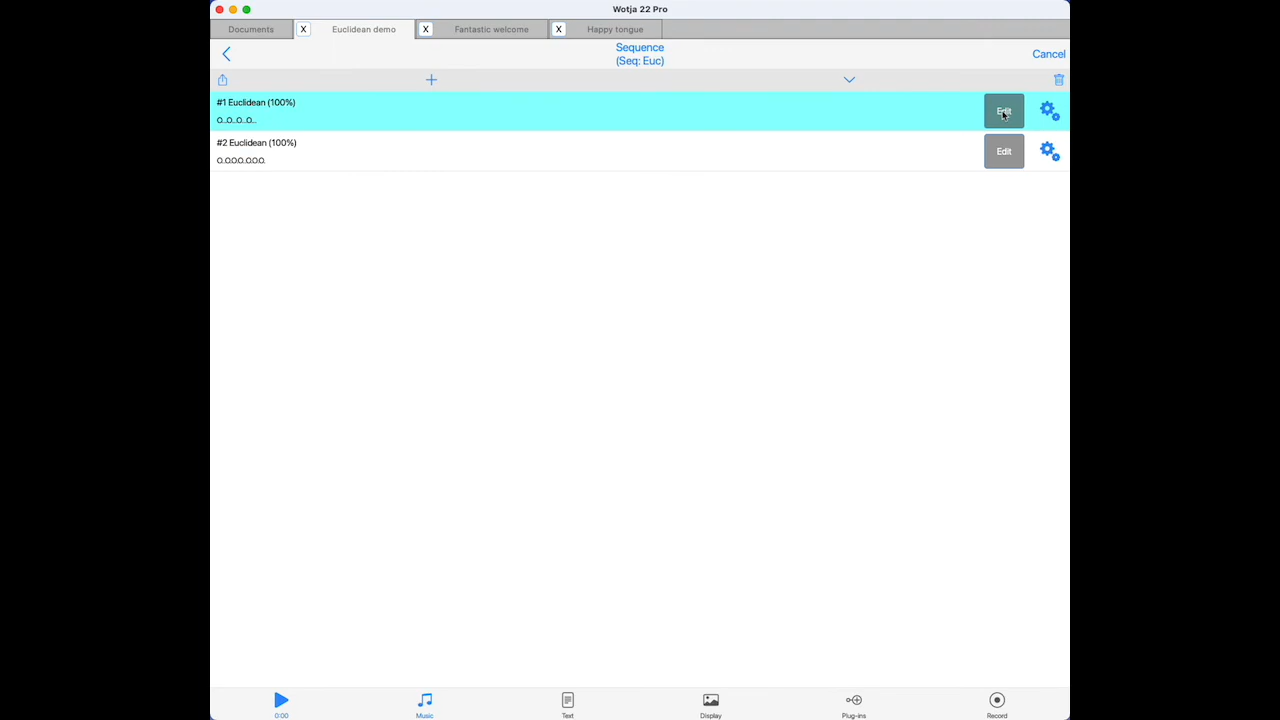 Wotja 22 Pro
Documents
X
Euclidean demo
X
Fantastic welcome
X
Happy tongue
Sequence
(Seq: Euc)
Cancel
#1 Euclidean (100%)
O..O..O..O...
Edit
#2 Euclidean (100%)
O.O.O.O.O.O.O.
Edit
0:00
Music
Text
Display
Plug-ins
Record